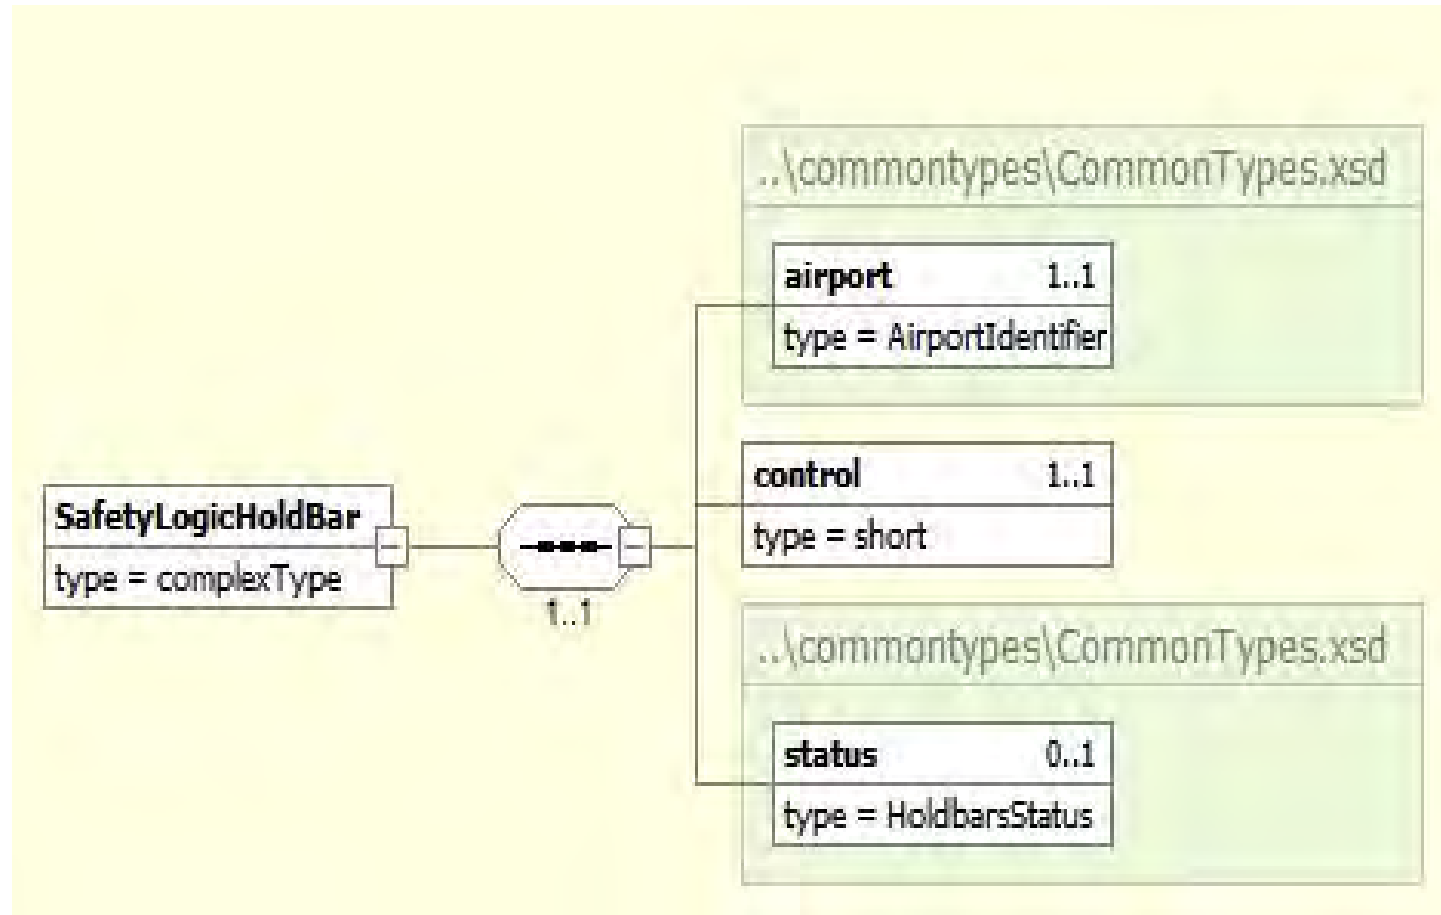 ..\commontypes\CommonTypes.xsd
airport 1..1
type = AirportIdentifier
control 1..1
type = short
SafetyLogicHoldBar
type = complexType
1..1
..\commontypes\CommonTypes.xsd
status 0..1
type = HoldbarsStatus